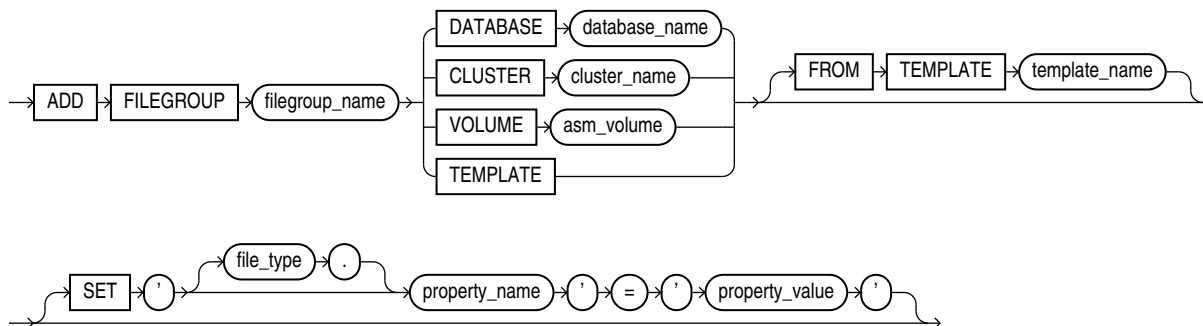 DATABASE database_name
CLUSTER cluster_name FROM TEMPLATE template_name
ADD FILEGROUP filegroup_name
VOLUME asm_volume
TEMPLATE
file_type .
SET ' property_name ' = ' property_value '